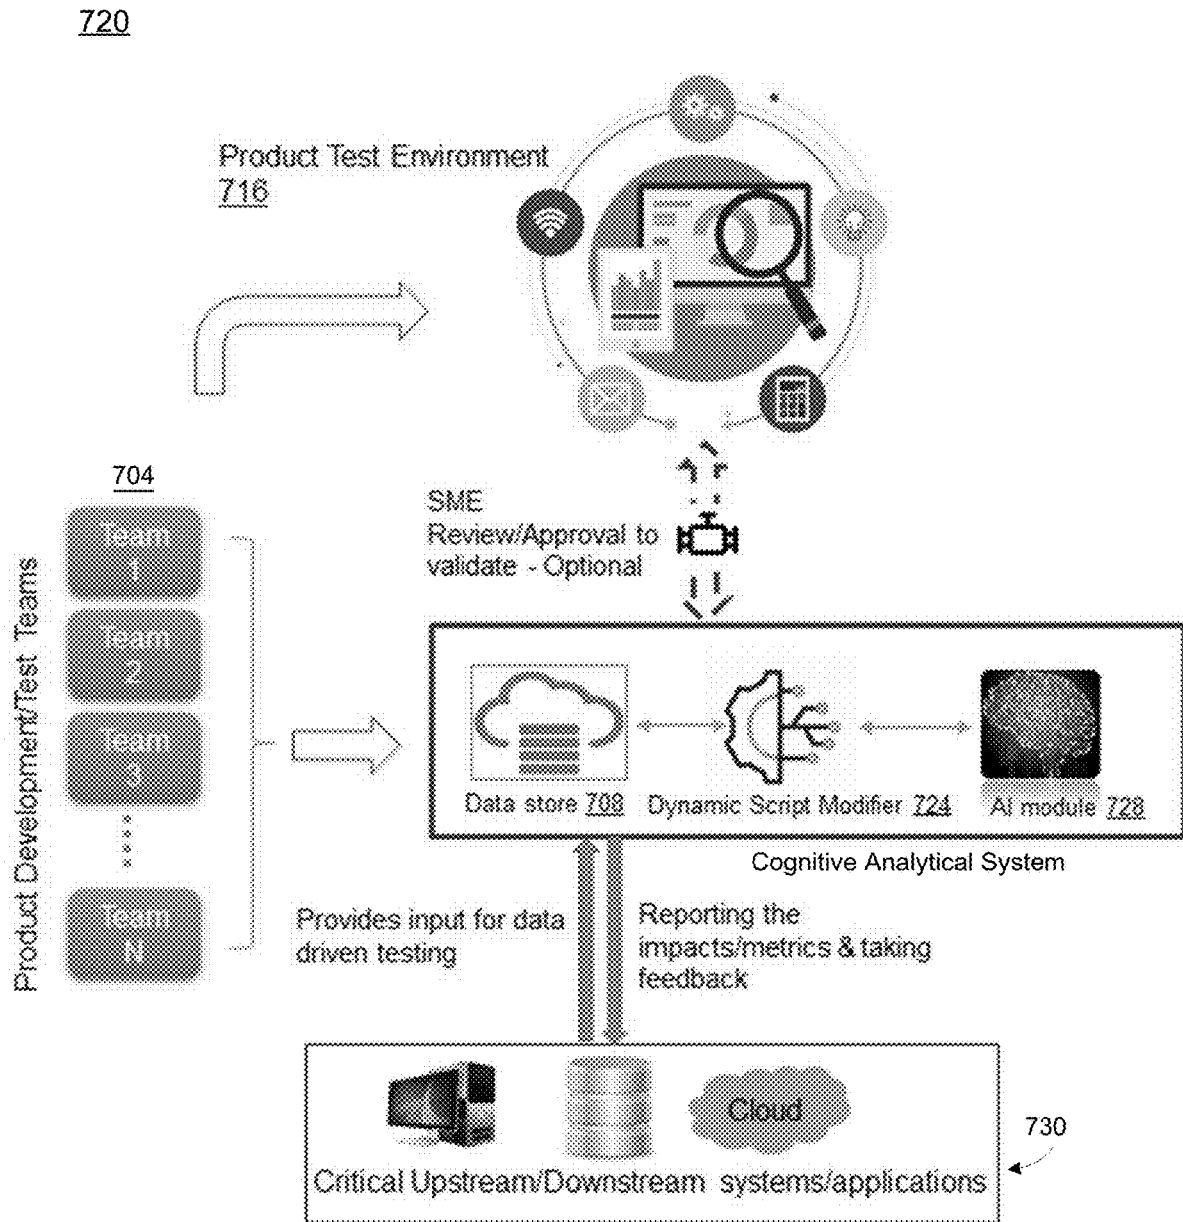 720
Product Test Environment
716
704
Product Development/Test Teams
Team
1
Team
2
Team
3
Team
N
SME
Review/Approval to
validate - Optional
Data store 708
Dynamic Script Modifier 724
AI module 728
Cognitive Analytical System
Provides input for data
driven testing
Reporting the
impacts/metrics & taking
feedback
Cloud
730
Critical Upstream/Downstream systems/applications